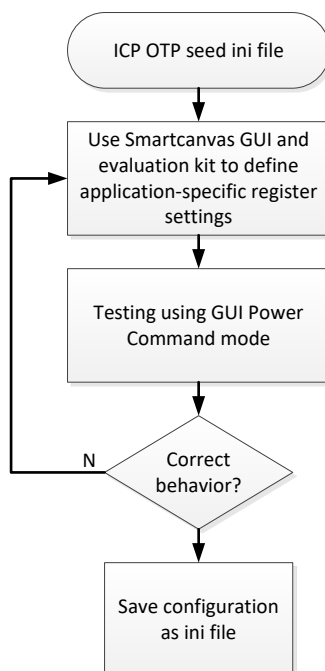 ICP OTP seed ini file
Use Smartcanvas GUI and
evaluation kit to define
application-specific register
settings
Testing using GUI Power
Command mode
N
Correct
behavior?
Save configuration
as ini file